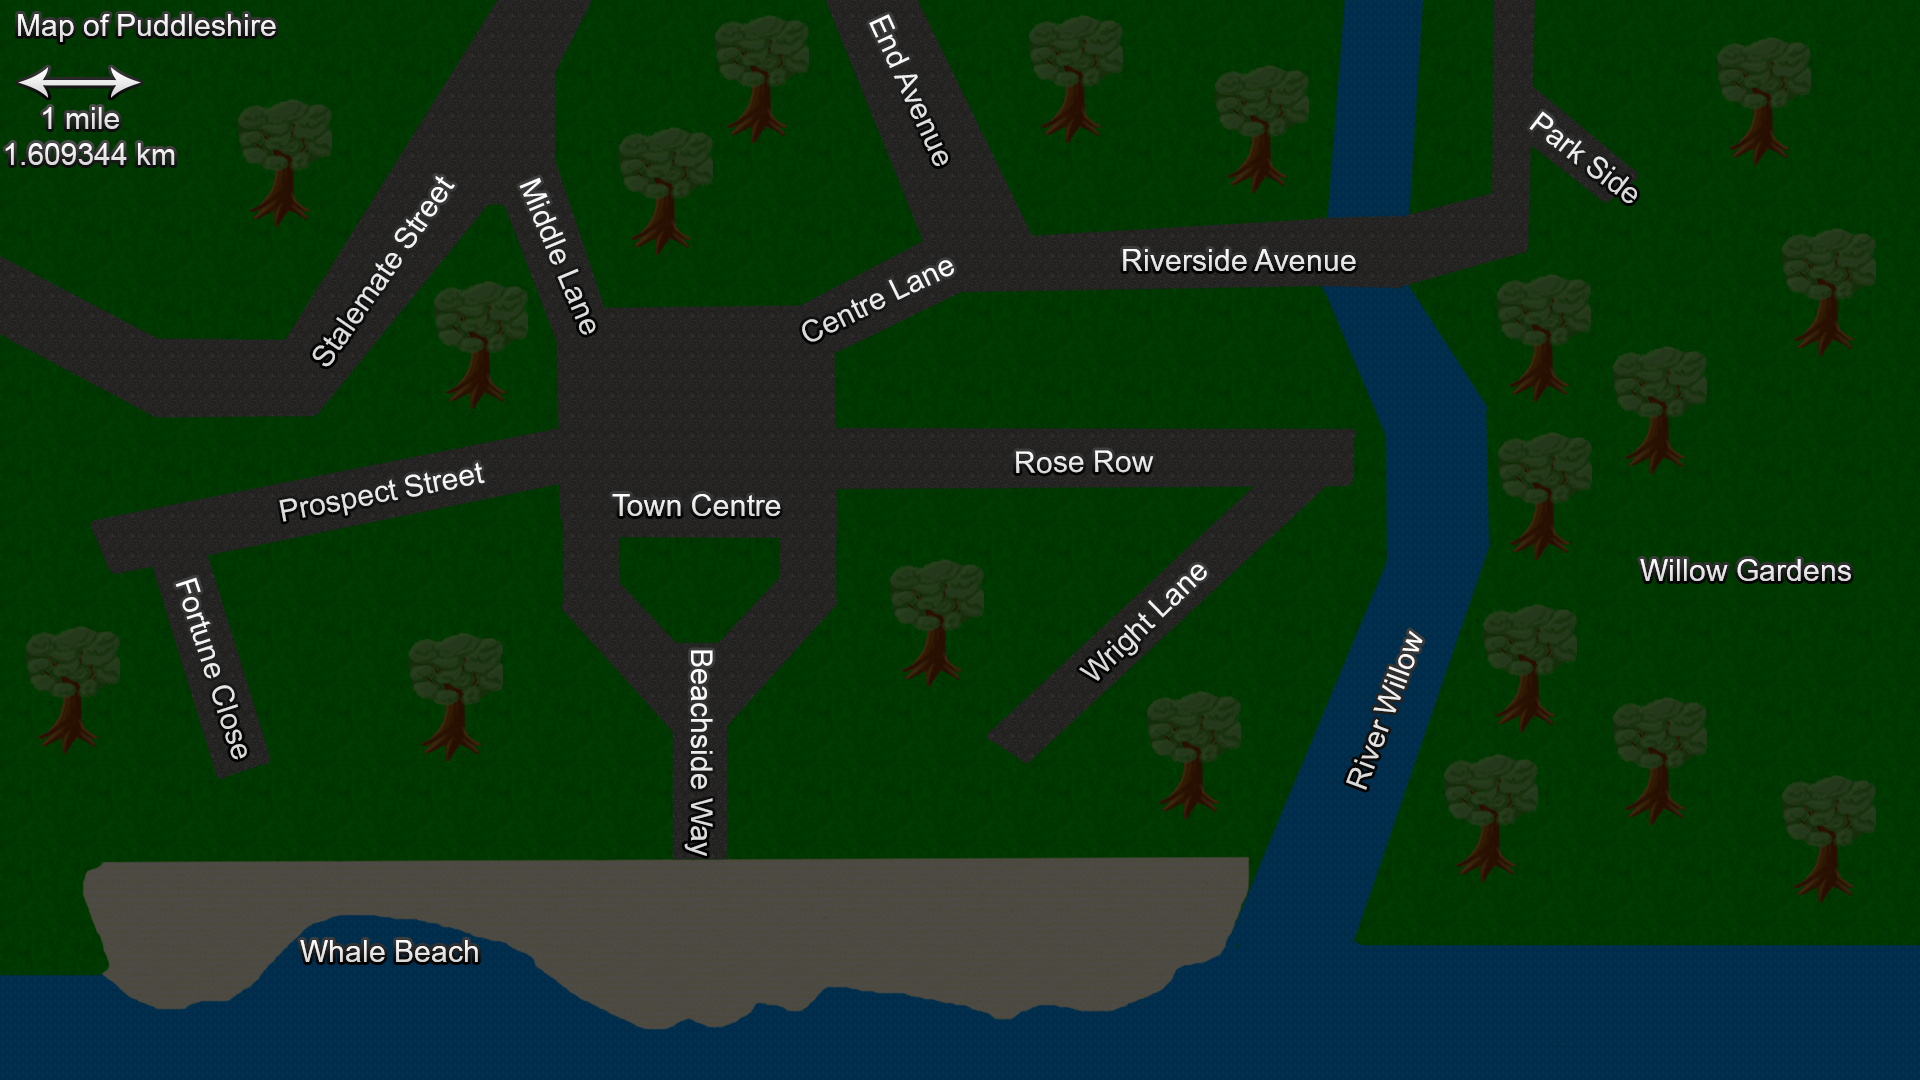 Map of Puddleshire
1 mile
1.609344 km
End Avenue
Park Side
Stalemate Street
Middle Lane
Centre Lane
Riverside Avenue
Prospect Street
Rose Row
Town Centre
Willow Gardens
Fortune Close
Wright Lane
Beachside Way
River Willow
Whale Beach